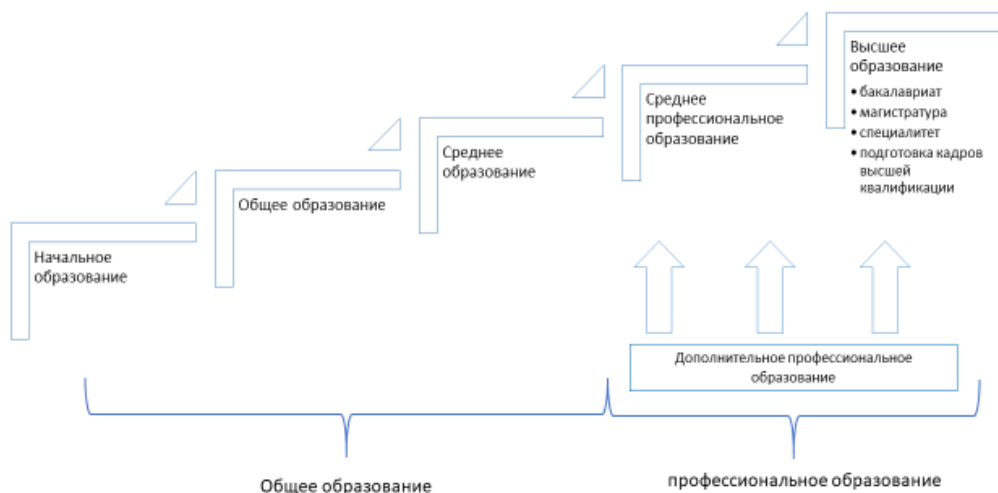 Начальное
образование
Общее образование
Среднее
образование
Среднее
профессиональное
образование
Высшее
образование
• бакалавриат
• магистратура
• специалитет
• подготовка кадров
высшей
квалификации
Дополнительное профессиональное
образование
Общее образование
профессиональное образование